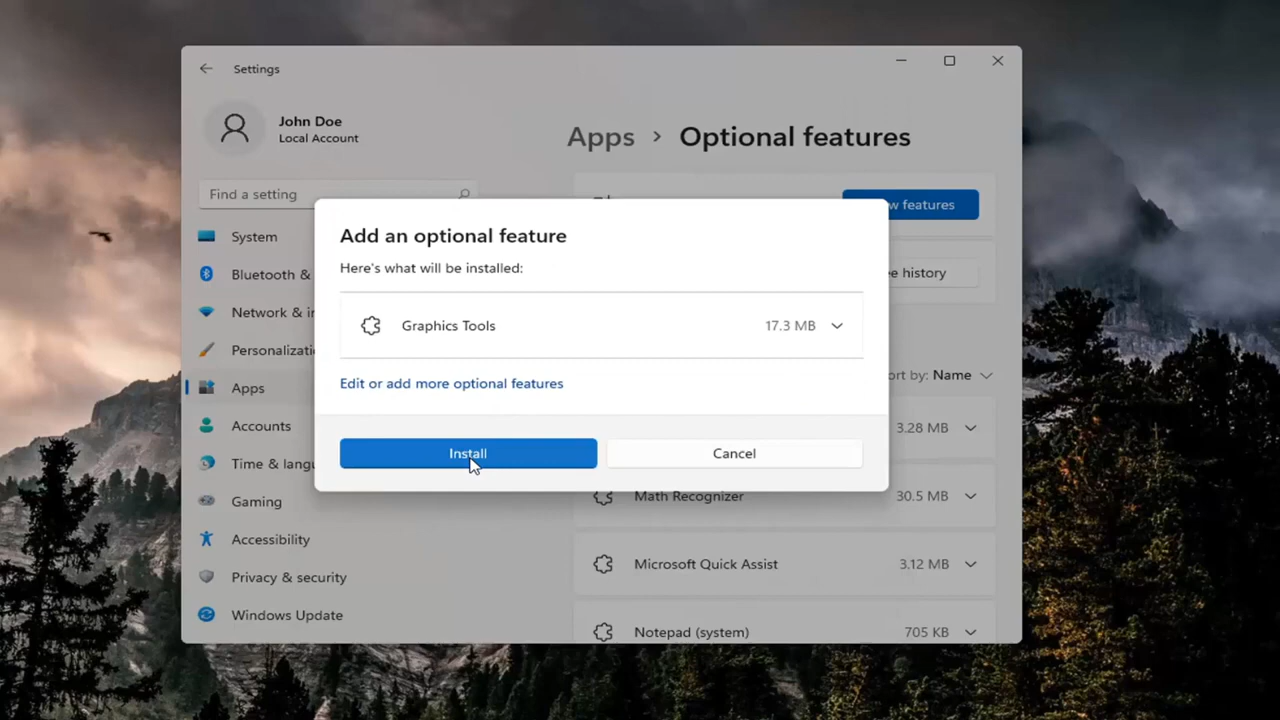 Settings
John Doe
Local Account
Find a setting
System
Bluetooth &
Network & i
Personalizati
Apps
Accounts
Time & langu
Gaming
Accessibility
Privacy & security
Windows Update
Apps > Optional features
w features
e history
ort by: Name
3.28 MB
Math Recognizer 30.5 MB
Microsoft Quick Assist 3.12 MB
Notepad (system) 705 KB
Add an optional feature
Here's what will be installed:
Graphics Tools 17.3 MB
Edit or add more optional features
Install Cancel